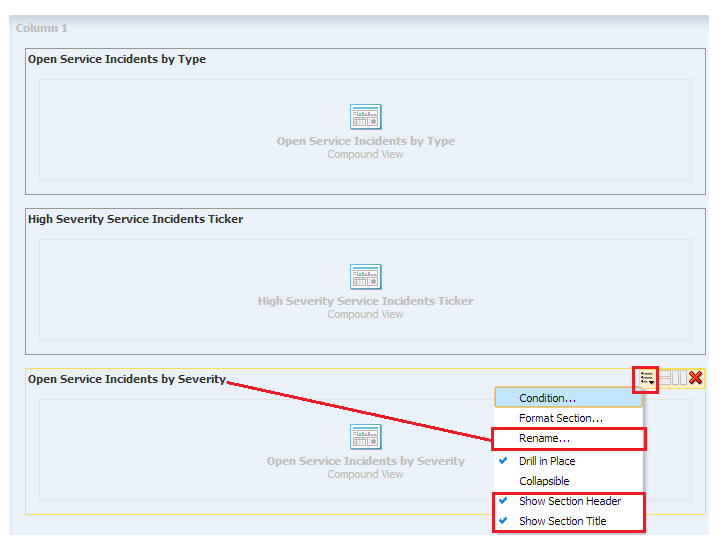 Column 1
Open Service Incidents by Type
Open Service Incidents by Type
Compound View
High Severity Service Incidents Ticker
High Severity Service Incidents Ticker
Compound View
Open Service Incidents by Severity
Open Service Incidents by Severity
Compound View
Condition...
Format Section...
Rename...
Drill in Place
Collapsible
Show Section Header
Show Section Title